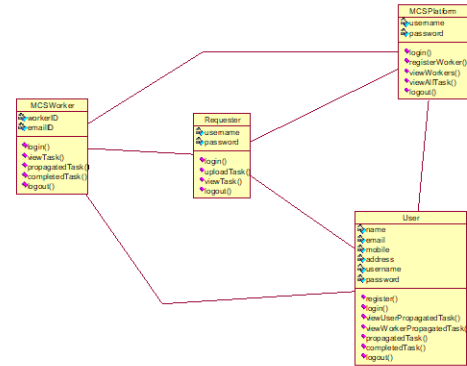 MCSPlatform
username
password
login()
registerWorker()
viewWorkers()
viewAllTask()
logout()
MCSWorker
workerID
emailID
login()
viewTask()
propagatedTask()
completedTask()
logout()
Requester
username
password
login()
uploadTask()
viewTask()
logout()
User
name
email
mobile
address
username
password
register()
login()
viewUserPropagatedTask()
viewWorkerPropagatedTask()
propagatedTask()
completedTask()
logout()